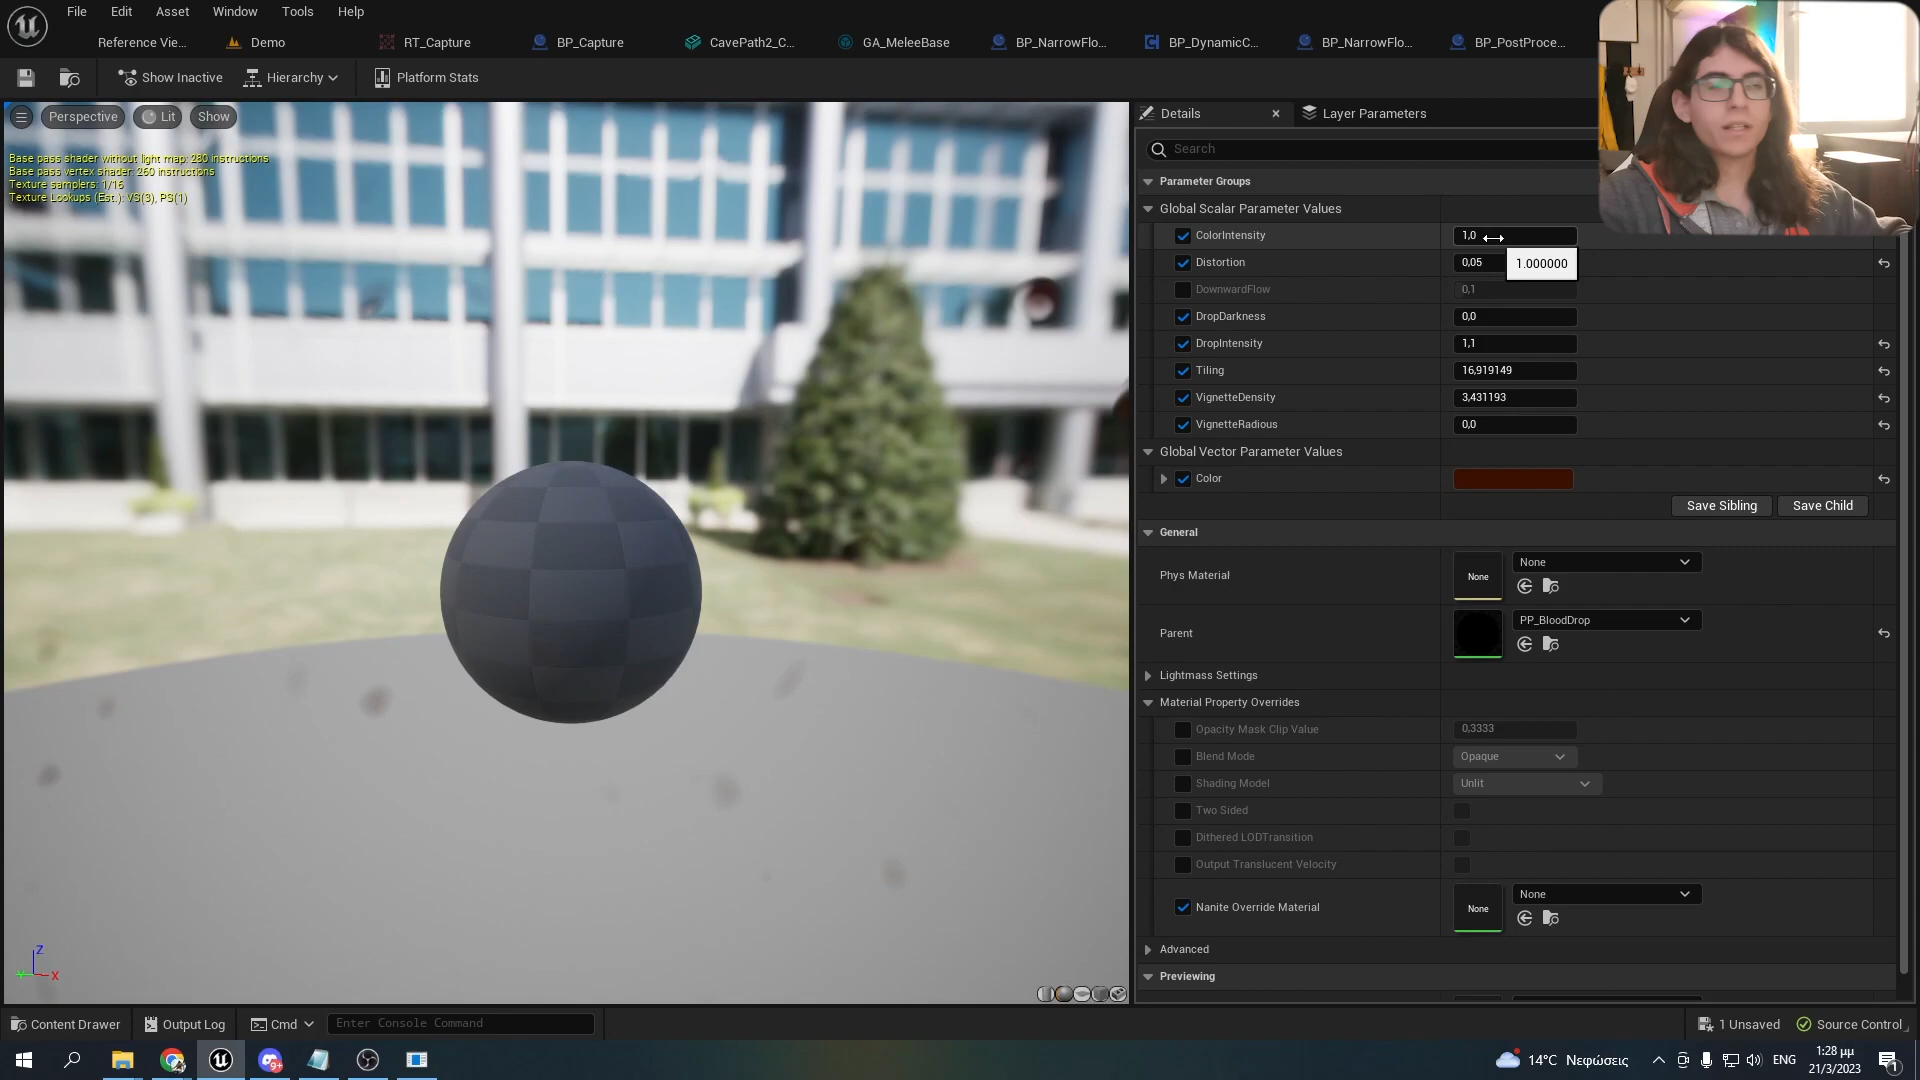 File Edit Asset Window Tools Help
Reference Vie... Demo RT_Capture BP_Capture CavePath2_C... GA_MeleeBase BP_NarrowFlo... BP_DynamicC... BP_NarrowFlo... BP_PostProce...
Show Inactive Hierarchy Platform Stats
Perspective Lit Show
Base pass shader without light map: 280 instructions
Base pass vertex shader: 260 instructions
Texture samplers: 1/16
Texture Lookups (Est.): VS(3), PS(1)
Details Layer Parameters
Search
Parameter Groups
Global Scalar Parameter Values
ColorIntensity 1,0
Distortion 0,05
1.000000
DownwardFlow 0,1
DropDarkness 0,0
DropIntensity 1,1
Tiling 16,919149
VignetteDensity 3,431193
VignetteRadious 0,0
Global Vector Parameter Values
Color
Save Sibling Save Child
General
Phys Material None None
Parent PP_BloodDrop
Lightmass Settings
Material Property Overrides
Opacity Mask Clip Value 0,3333
Blend Mode Opaque
Shading Model Unlit
Two Sided
Dithered LODTransition
Output Translucent Velocity
Nanite Override Material None None
Advanced
Previewing
Z
X
Content Drawer Output Log Cmd Enter Console Command 1 Unsaved Source Control
9+ 14°C Νεφώσεις ENG 1:28 μμ
21/3/2023 1